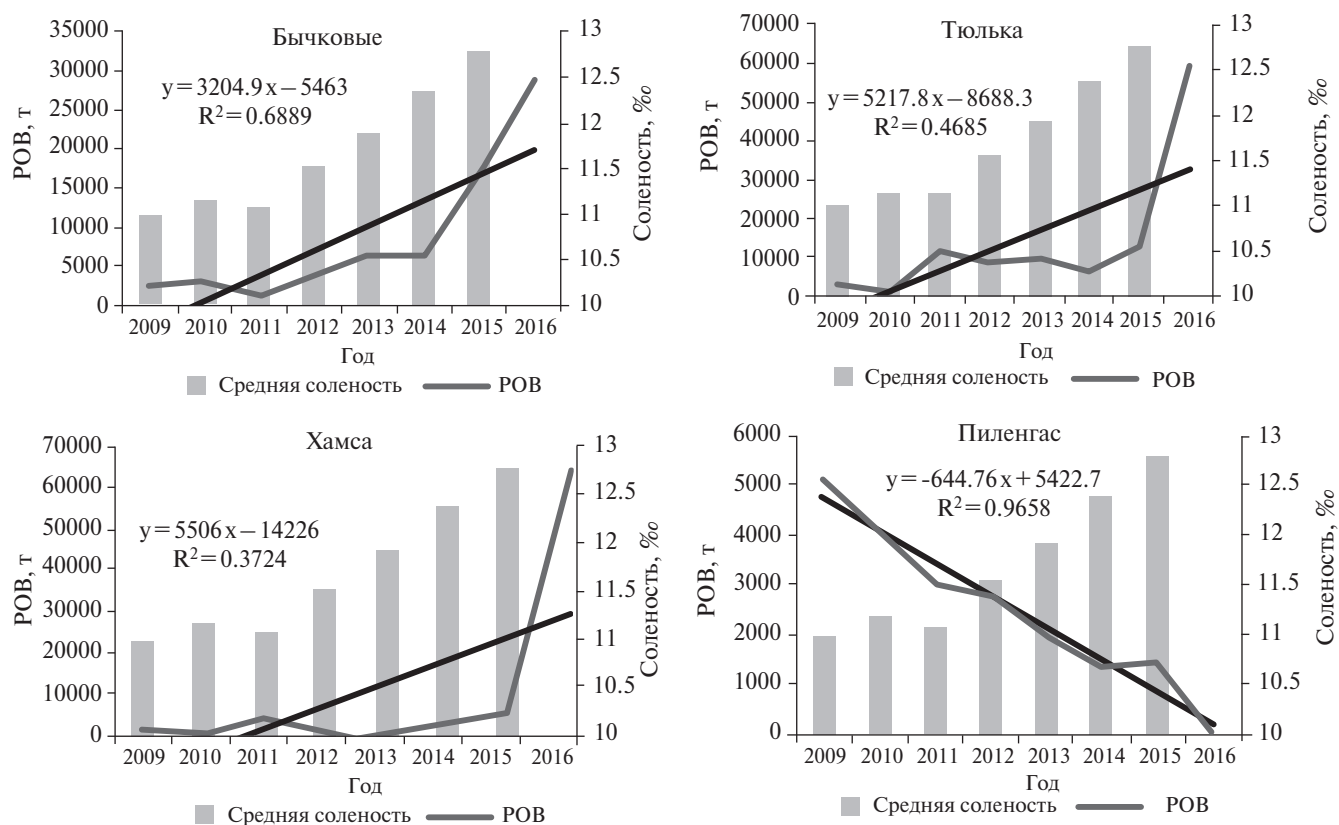 Бычковые
y=3204.9x–5463
R²=0.6889
РОВ, т
35000
30000
25000
20000
15000
10000
5000
0
13
12.5
12
11.5
11
10.5
10
Соленость, ‰
2009 2010 2011 2012 2013 2014 2015 2016
Год
Средняя соленость РОВ
Тюлька
y=5217.8x–8688.3
R²=0.4685
РОВ, т
70000
60000
50000
40000
30000
20000
10000
0
13
12.5
12
11.5
11
10.5
10
Соленость, ‰
2009 2010 2011 2012 2013 2014 2015 2016
Год
Средняя соленость РОВ
Хамса
y=5506x–14226
R²=0.3724
РОВ, т
70000
60000
50000
40000
30000
20000
10000
0
13
12.5
12
11.5
11
10.5
10
Соленость, ‰
2009 2010 2011 2012 2013 2014 2015 2016
Год
Средняя соленость РОВ
Пиленгас
y=-644.76x+5422.7
R²=0.9658
РОВ, т
6000
5000
4000
3000
2000
1000
0
13
12.5
12
11.5
11
10.5
10
Соленость, ‰
2009 2010 2011 2012 2013 2014 2015 2016
Год
Средняя соленость РОВ